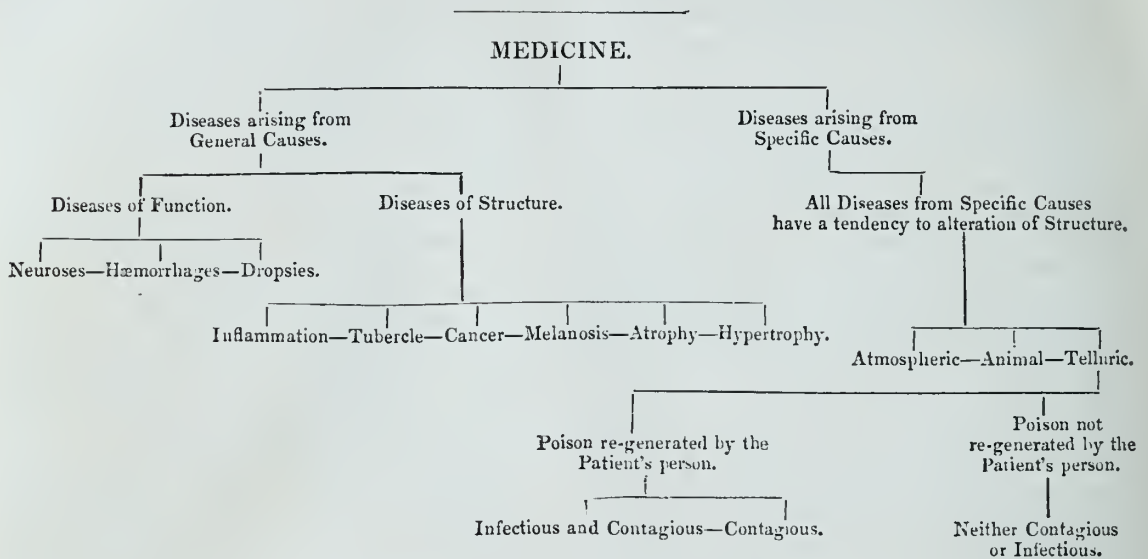 MEDICINE.
Diseases arising from
General Causes.
Diseases arising from
Specific Causes.
Diseases of Function.
Diseases of Structure.
All Diseases from Specific Causes
have a tendency to alteration of Structure.
Neuroses—Hæmorrhages—Dropsies.
Inflammation—Tubercle—Cancer—Melanosis—Atrophy—Hypertrophy.
Atmospheric—Animal—Telluric.
Poison re-generated by the
Patient's person.
Poison not
re-generated by the
Patient's person.
Infectious and Contagious—Contagious.
Neither Contagious
or Infectious.